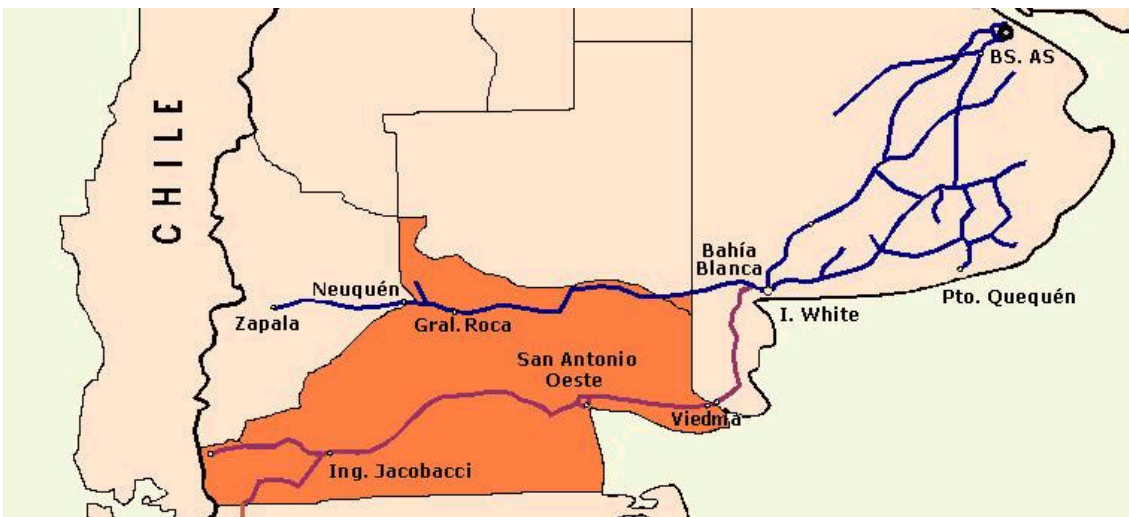 BS. AS
CHILE
Bahía
Blanca
Neuquén
Pto. Quequén
Zapala
Gral. Roca
I. White
San Antonio
Oeste
Viedma
Ing. Jacobacci